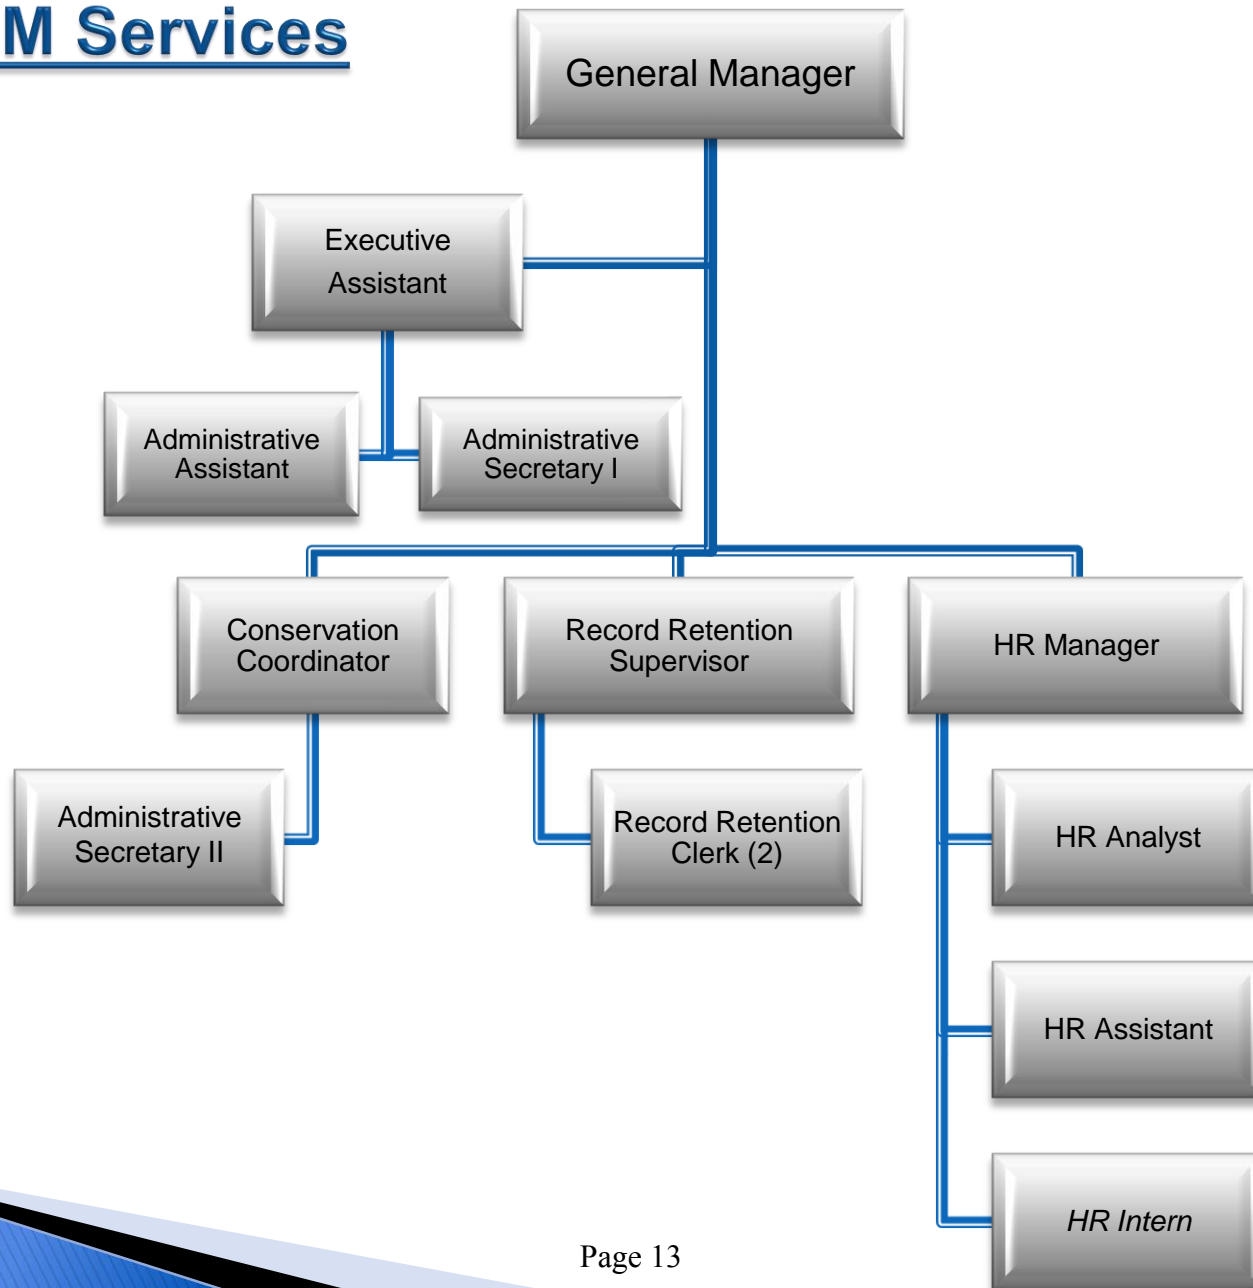 M Services
General Manager
Executive
Assistant
Administrative
Assistant
Administrative
Secretary I
Conservation
Coordinator
Record Retention
Supervisor
HR Manager
Administrative
Secretary II
Record Retention
Clerk (2)
HR Analyst
HR Assistant
HR Intern
Page 13